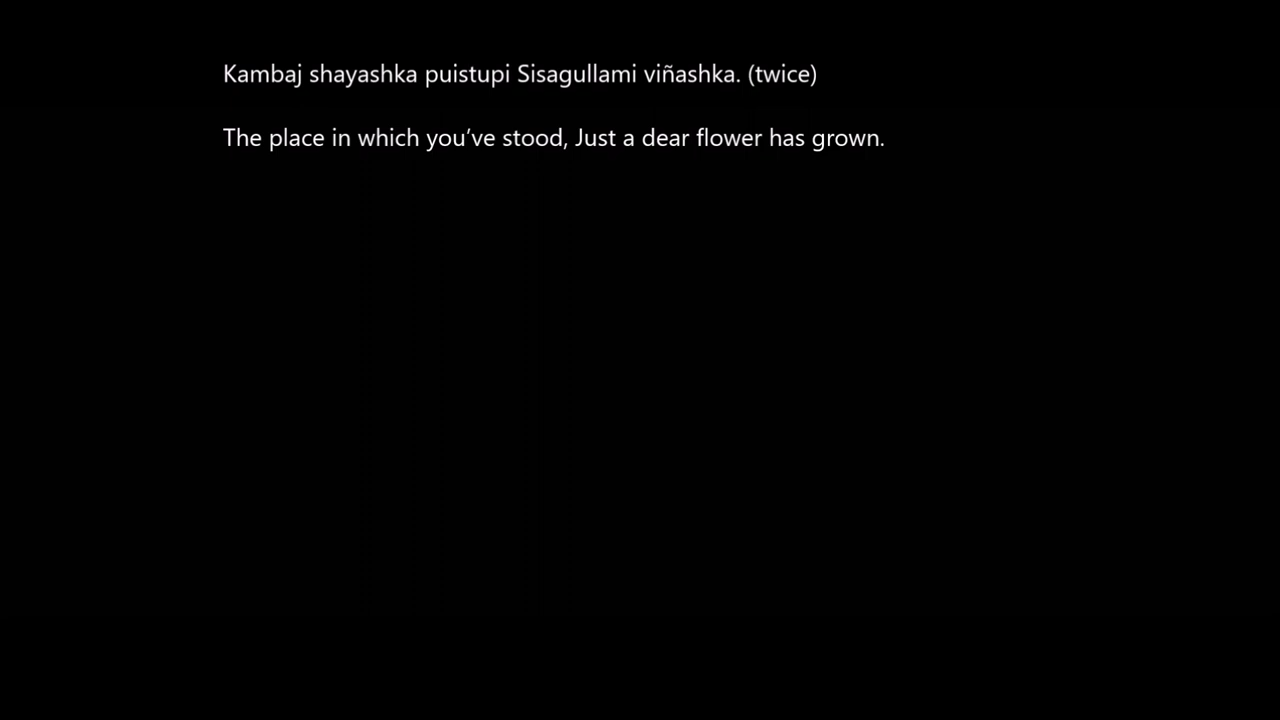 Kambaj shayashka puistupi Sisagullami viñashka. (twice)
The place in which you’ve stood, Just a dear flower has grown.